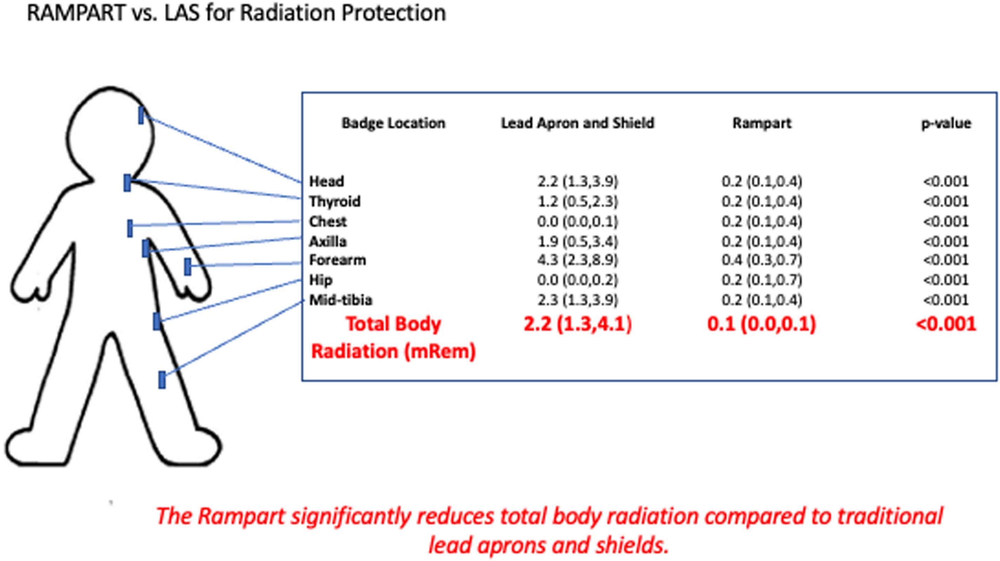 RAMPART vs. LAS for Radiation Protection
Badge Location Lead Apron and Shield Rampart p-value
Head 2.2 (1.3,3.9) 0.2 (0.1,0.4) <0.001
Thyroid 1.2 (0.5,2.3) 0.2 (0.1,0.4) <0.001
Chest 0.0 (0.0,0.1) 0.2 (0.1,0.4) <0.001
Axilla 1.9 (0.5,3.4) 0.2 (0.1,0.4) <0.001
Forearm 4.3 (2.3,8.9) 0.4 (0.3,0.7) <0.001
Hip 0.0 (0.0,0.2) 0.2 (0.1,0.7) <0.001
Mid-tibia 2.3 (1.3,3.9) 0.2 (0.1,0.4) <0.001
Total Body 2.2 (1.3,4.1) 0.1 (0.0,0.1) <0.001
Radiation (mRem)
The Rampart significantly reduces total body radiation compared to traditional
lead aprons and shields.